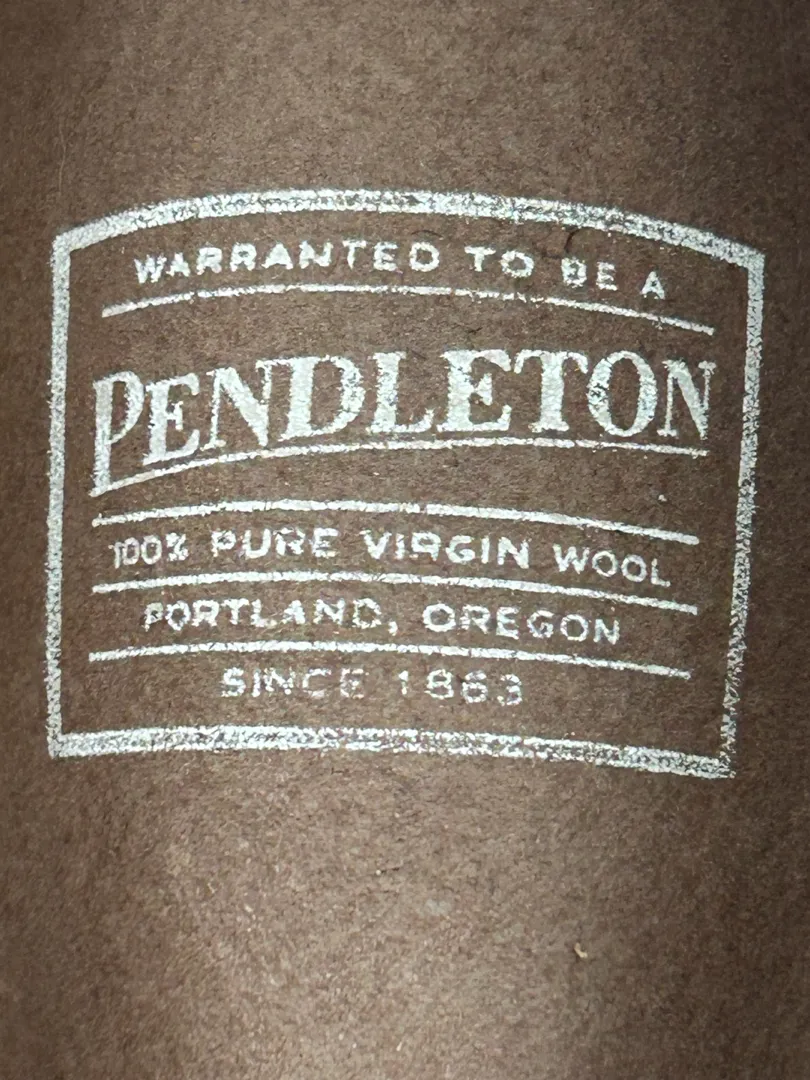 WARRANTED TO BE A
PENDLETON
100% PURE VIRGIN WOOL
PORTLAND, OREGON
SINCE 1863